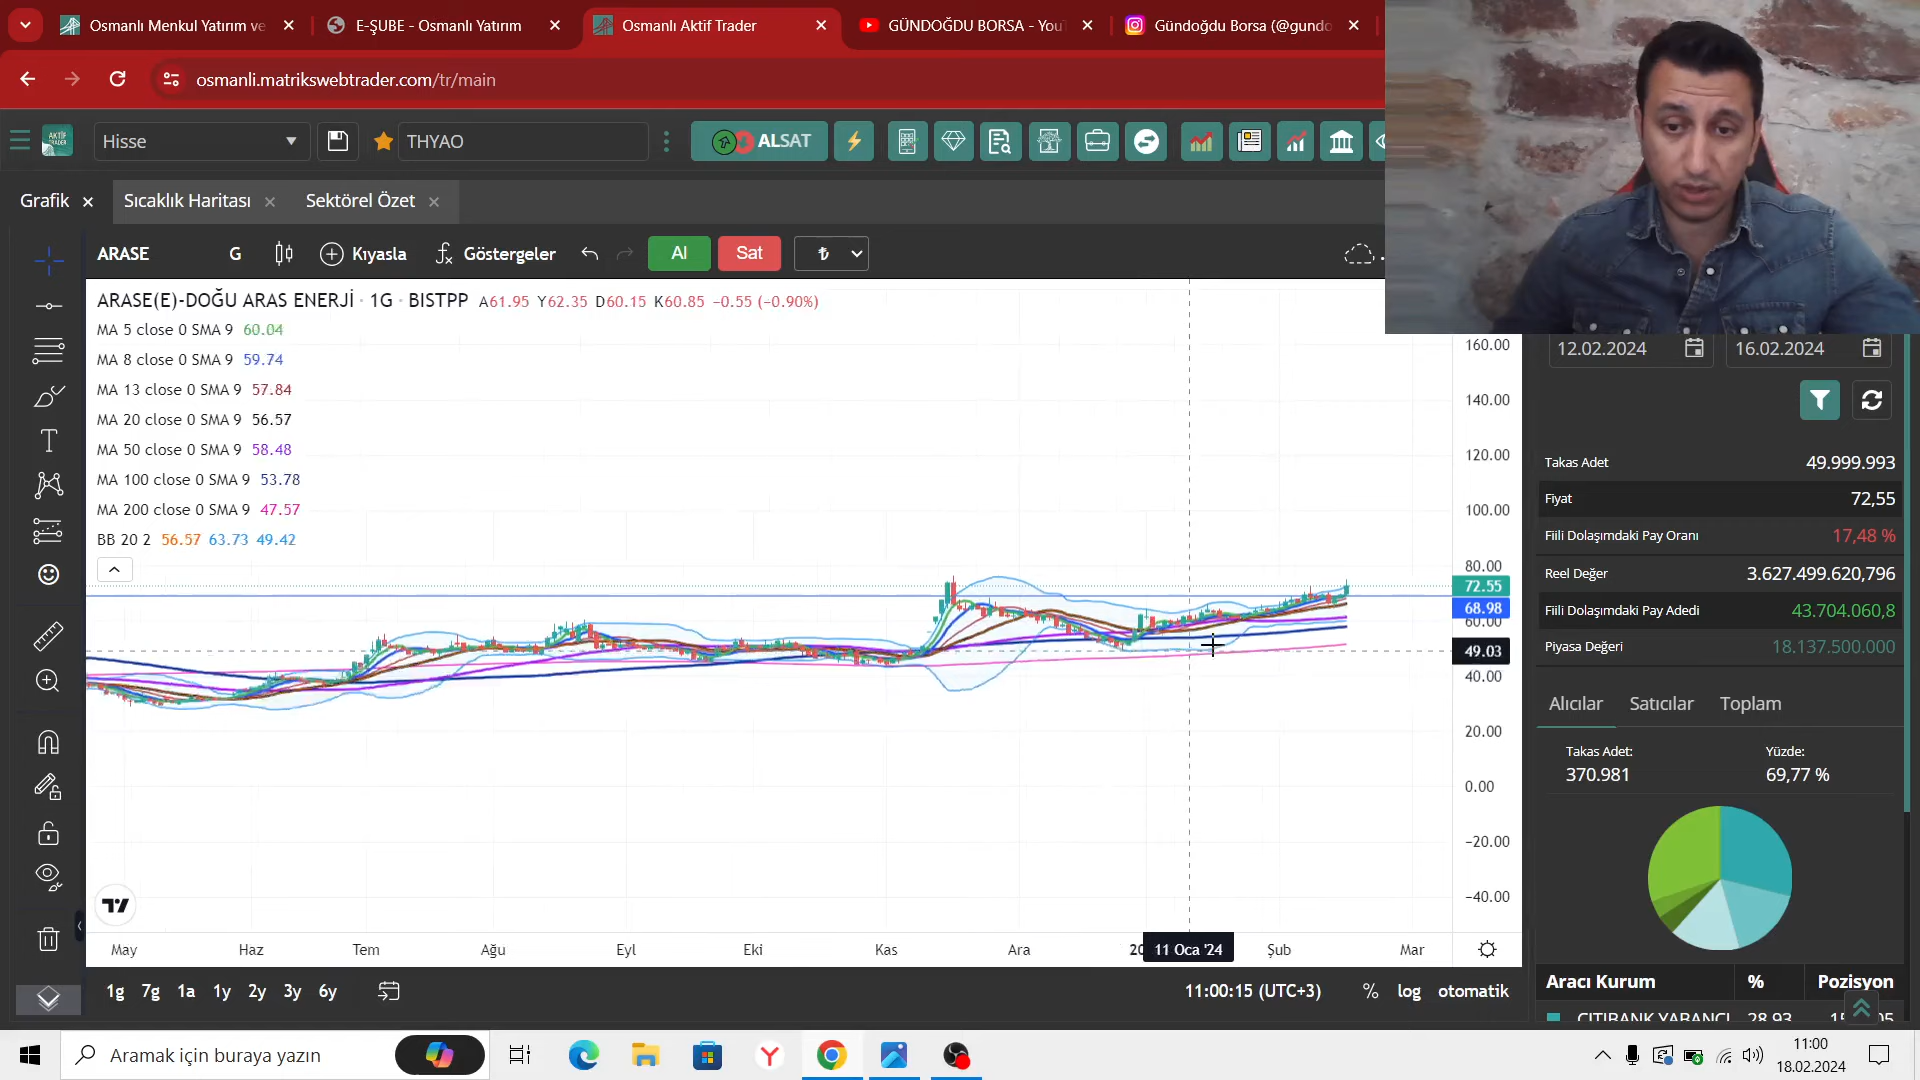 Osmanlı Menkul Yatırım ve
E-ŞUBE - Osmanlı Yatırım
Osmanlı Aktif Trader
GÜNDOĞDU BORSA - You
Gündoğdu Borsa (@gundo
osmanli.matrikswebtrader.com/tr/main
AKTİF
TRADER
Hisse
THYAO
ALSAT
Grafik
Sıcaklık Haritası
Sektörel Özet
ARASE
G
Kıyasla
Göstergeler
Al
Sat
₺
ARASE(E)-DOĞU ARAS ENERJİ · 1G · BISTPP A61.95 Y62.35 D60.15 K60.85 −0.55 (−0.90%)
MA 5 close 0 SMA 9 60.04
MA 8 close 0 SMA 9 59.74
MA 13 close 0 SMA 9 57.84
MA 20 close 0 SMA 9 56.57
MA 50 close 0 SMA 9 58.48
MA 100 close 0 SMA 9 53.78
MA 200 close 0 SMA 9 47.57
BB 20 2 56.57 63.73 49.42
160.00
140.00
120.00
100.00
80.00
72.55
68.98
60.00
49.03
40.00
20.00
0.00
−20.00
−40.00
May Haz Tem Ağu Eyl Eki Kas Ara 20 11 Oca '24 Şub Mar
1g 7g 1a 1y 2y 3y 6y
11:00:15 (UTC+3) % log otomatik
12.02.2024 16.02.2024
Takas Adet 49.999.993
Fiyat 72,55
Fiili Dolaşımdaki Pay Oranı 17,48 %
Reel Değer 3.627.499.620,796
Fiili Dolaşımdaki Pay Adedi 43.704.060,8
Piyasa Değeri 18.137.500.000
Alıcılar Satıcılar Toplam
Takas Adet: Yüzde:
370.981 69,77 %
Aracı Kurum % Pozisyon
CITIBANK YABANCI 28,93
Aramak için buraya yazın
11:00
18.02.2024